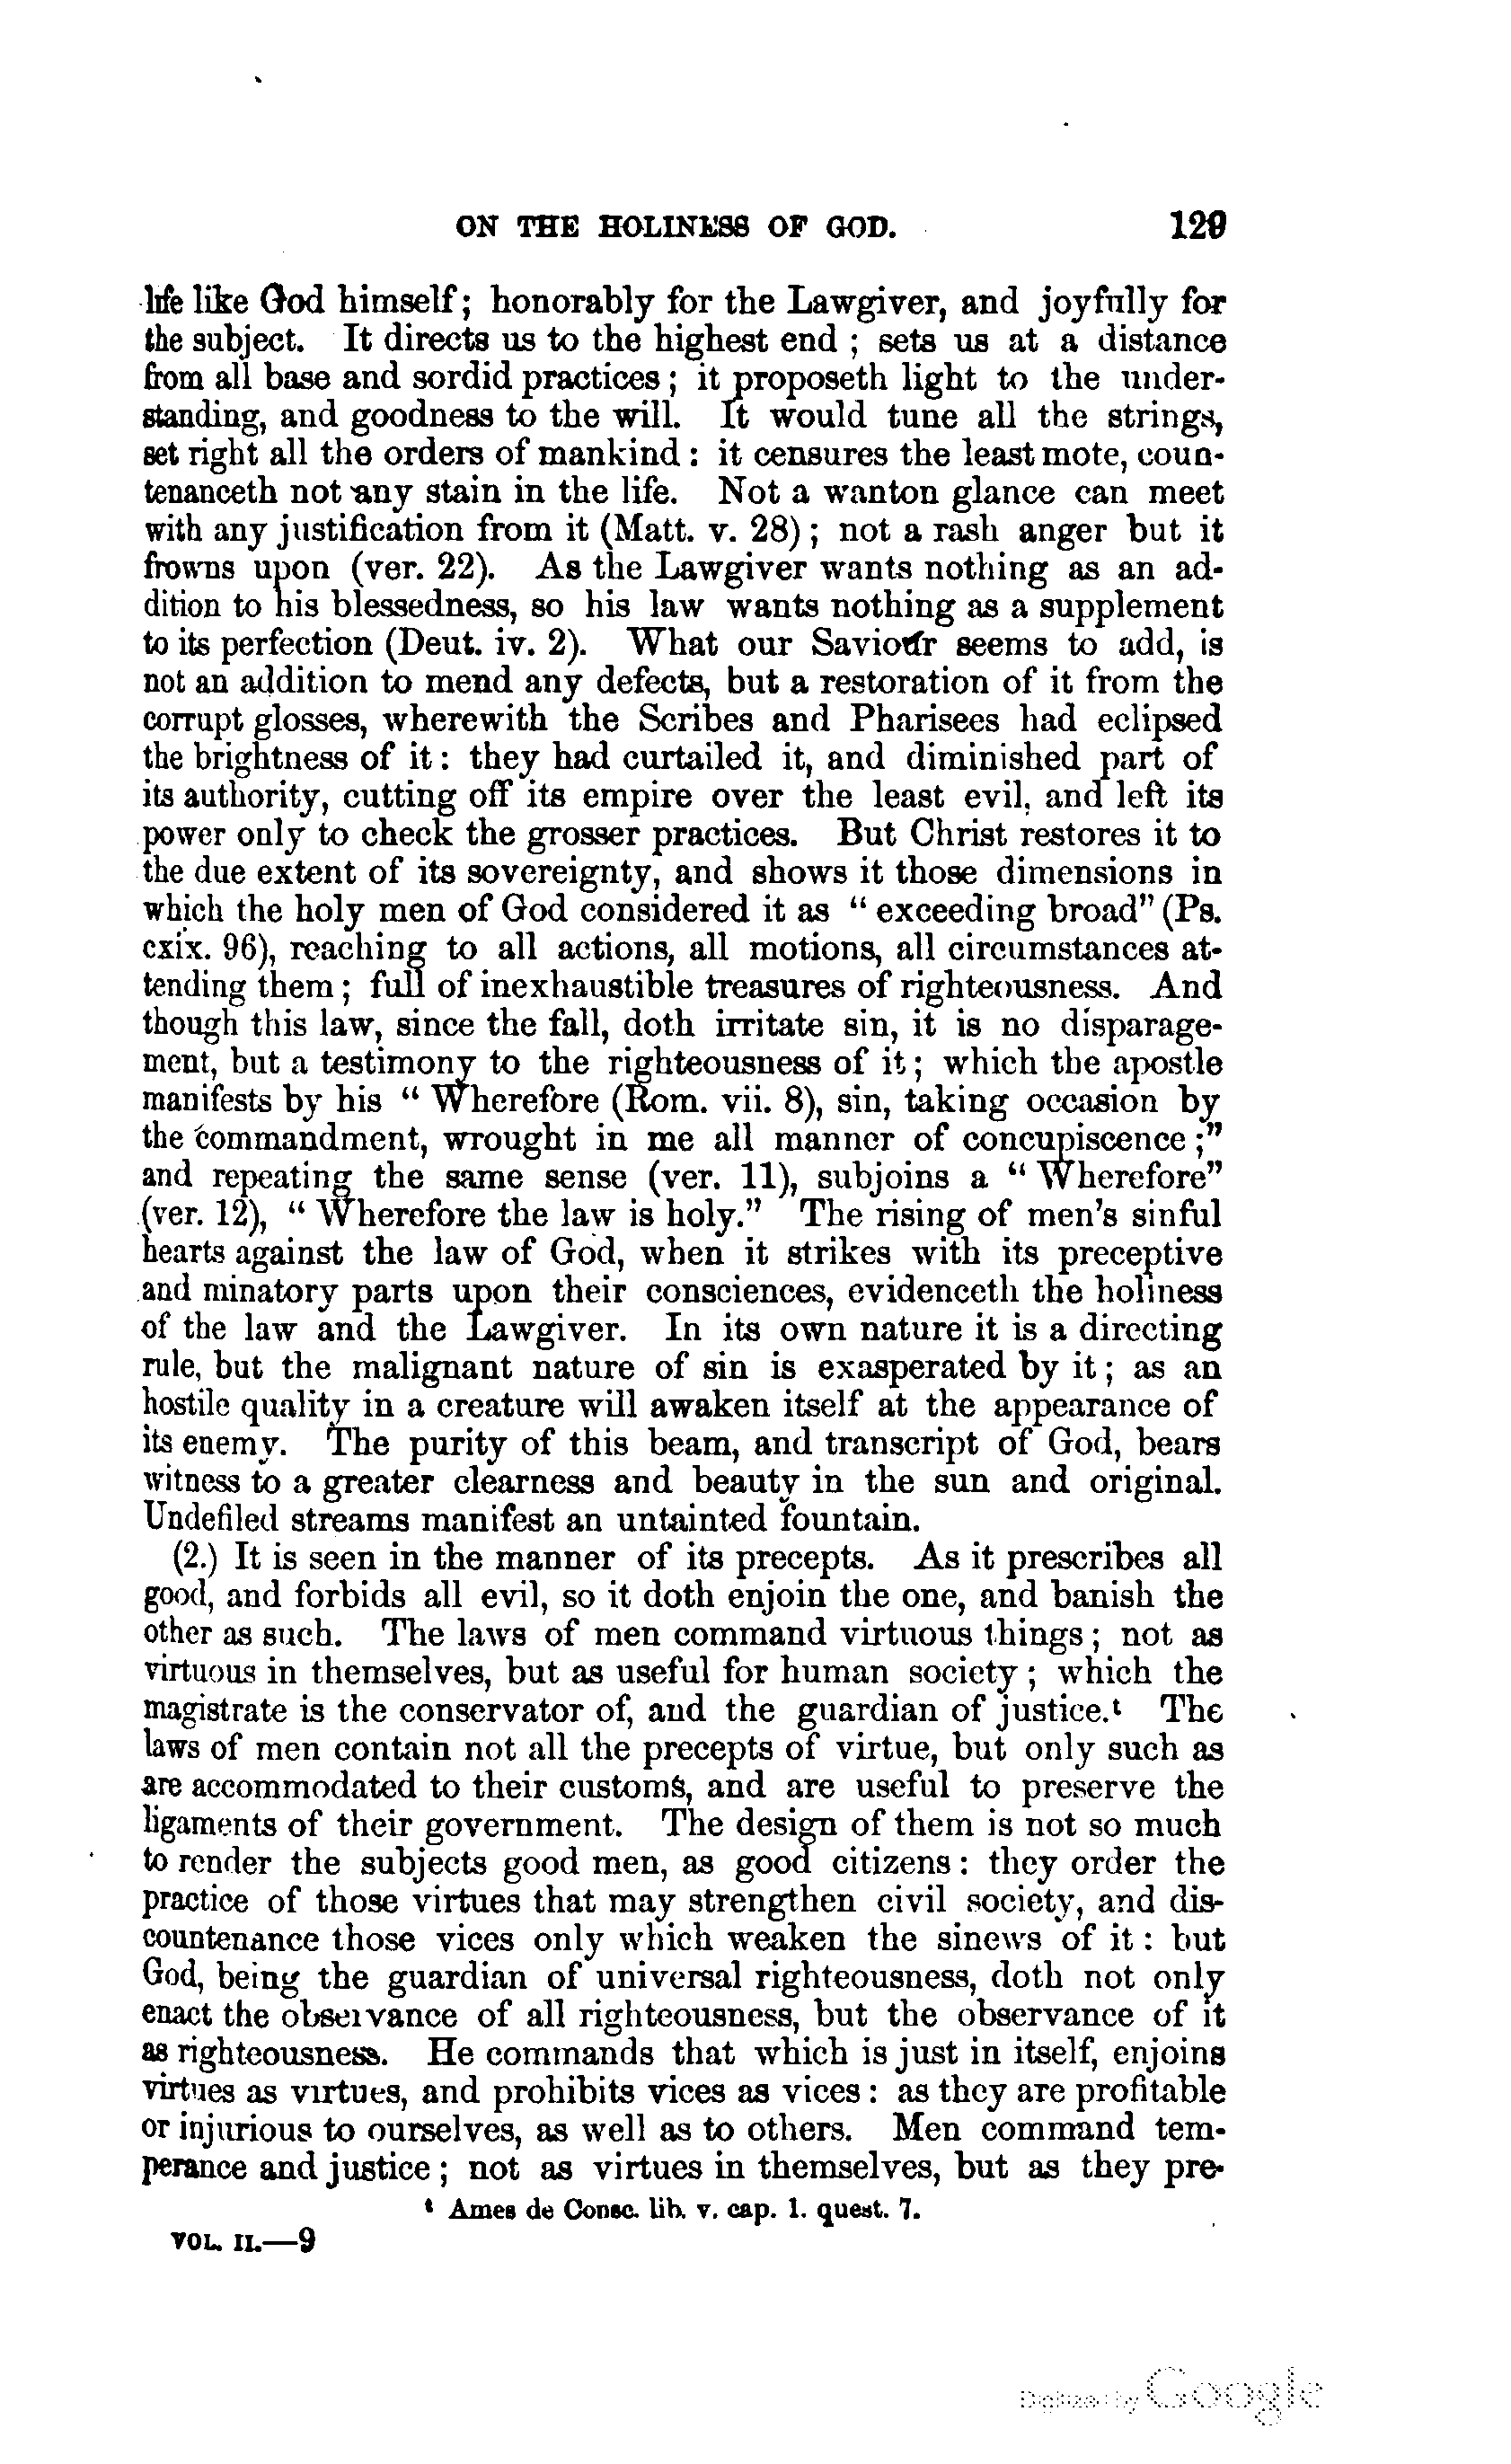 ON THE HOLINESS OF GOD. 129
life like God himself; honorably for the Lawgiver, and joyfully for
the subject. It directs us to the highest end ; sets us at a distance
from all base and sordid practices; it proposeth light to the under-
standing, and goodness to the will. It would tune all the strings,
set right all the orders of mankind : it censures the least mote, coun-
tenanceth not any stain in the life. Not a wanton glance can meet
with any justification from it (Matt. v. 28) ; not a rash anger but it
frowns upon (ver. 22). As the Lawgiver wants nothing as an ad-
dition to his blessedness, so his law wants nothing as a supplement
to its perfection (Deut. iv. 2). What our Saviour seems to add, is
not an addition to mend any defects, but a restoration of it from the
corrupt glosses, wherewith the Scribes and Pharisees had eclipsed
the brightness of it : they had curtailed it, and diminished part of
its authority, cutting off its empire over the least evil, and left its
power only to check the grosser practices. But Christ restores it to
the due extent of its sovereignty, and shows it those dimensions in
which the holy men of God considered it as " exceeding broad" (Ps.
cxix. 96), reaching to all actions, all motions, all circumstances at-
tending them ; full of inexhaustible treasures of righteousness. And
though this law, since the fall, doth irritate sin, it is no disparage-
ment, but a testimony to the righteousness of it ; which the apostle
manifests by his " Wherefore (Rom. vii. 8), sin, taking occasion by
the commandment, wrought in me all manner of concupiscence ;"
and repeating the same sense (ver. 11), subjoins a " Wherefore"
(ver. 12), " Wherefore the law is holy." The rising of men's sinful
hearts against the law of God, when it strikes with its preceptive
and minatory parts upon their consciences, evidenceth the holiness
of the law and the Lawgiver. In its own nature it is a directing
rule, but the malignant nature of sin is exasperated by it ; as an
hostile quality in a creature will awaken itself at the appearance of
its enemy. The purity of this beam, and transcript of God, bears
witness to a greater clearness and beauty in the sun and original.
Undefiled streams manifest an untainted fountain.
(2.) It is seen in the manner of its precepts. As it prescribes all
good, and forbids all evil, so it doth enjoin the one, and banish the
other as such. The laws of men command virtuous things ; not as
virtuous in themselves, but as useful for human society ; which the
magistrate is the conservator of, and the guardian of justice.t The
laws of men contain not all the precepts of virtue, but only such as
are accommodated to their customs, and are useful to preserve the
ligaments of their government. The design of them is not so much
to render the subjects good men, as good citizens : they order the
practice of those virtues that may strengthen civil society, and dis-
countenance those vices only which weaken the sinews of it : but
God, being the guardian of universal righteousness, doth not only
enact the observance of all righteousness, but the observance of it
as righteousness. He commands that which is just in itself, enjoins
virtues as virtues, and prohibits vices as vices : as they are profitable
or injurious to ourselves, as well as to others. Men command tem-
perance and justice ; not as virtues in themselves, but as they pre-
t Ames de Consc. lib. v. cap. 1. quest. 7.
VOL. II.—9
Digitized by Google